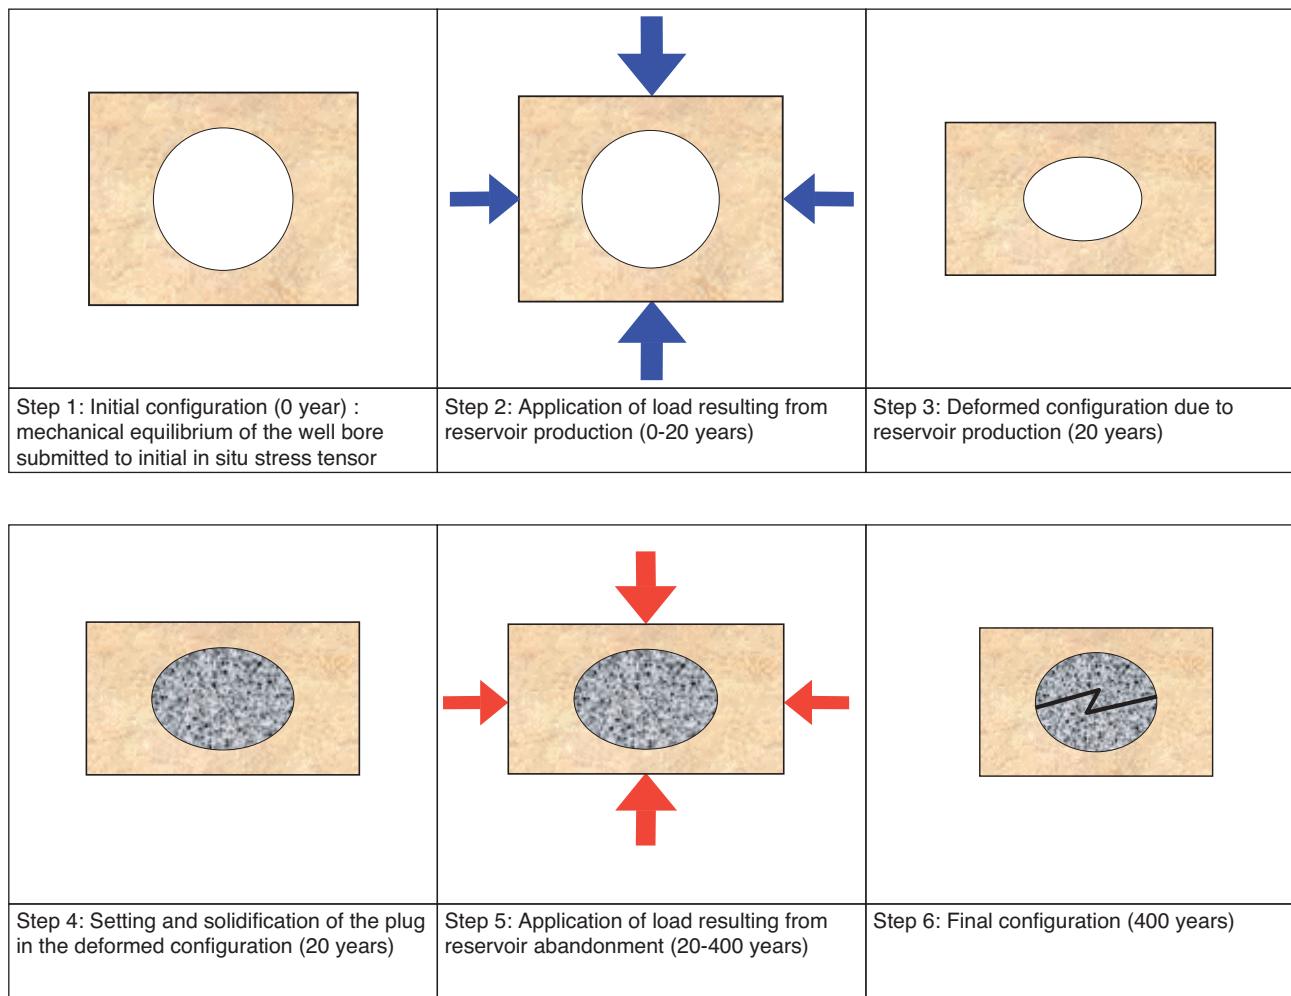 Step 1: Initial configuration (0 year) :
mechanical equilibrium of the well bore
submitted to initial in situ stress tensor
Step 2: Application of load resulting from
reservoir production (0-20 years)
Step 3: Deformed configuration due to
reservoir production (20 years)
Step 4: Setting and solidification of the plug
in the deformed configuration (20 years)
Step 5: Application of load resulting from
reservoir abandonment (20-400 years)
Step 6: Final configuration (400 years)